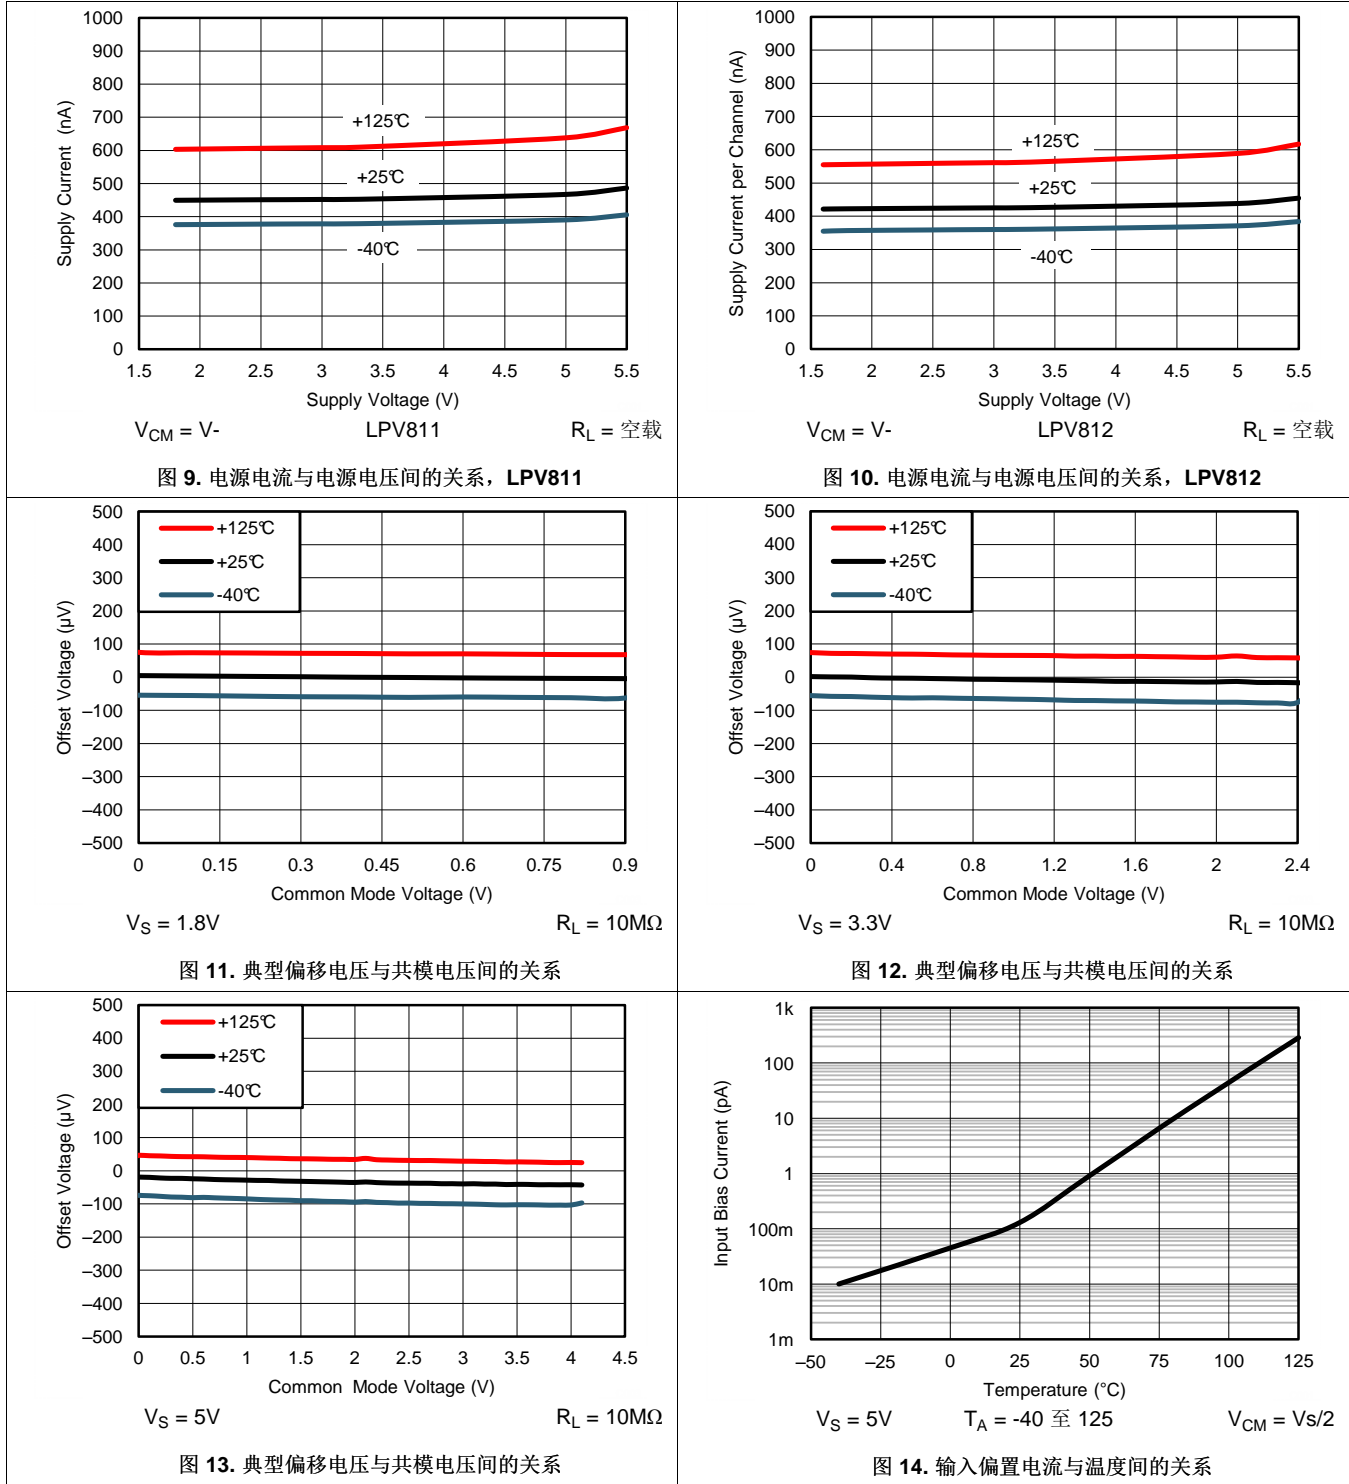 1000
900
800
700
600
500
400
300
200
100
0
Supply Current (nA)
+125°C
+25°C
-40°C
1.5 2 2.5 3 3.5 4 4.5 5 5.5
Supply Voltage (V)
VCM = V- LPV811 RL = 空载
图 9. 电源电流与电源电压间的关系，LPV811
1000
900
800
700
600
500
400
300
200
100
0
Supply Current per Channel (nA)
+125°C
+25°C
-40°C
1.5 2 2.5 3 3.5 4 4.5 5 5.5
Supply Voltage (V)
VCM = V- LPV812 RL = 空载
图 10. 电源电流与电源电压间的关系，LPV812
500
400
300
200
100
0
–100
–200
–300
–400
–500
Offset Voltage (µV)
+125°C
+25°C
-40°C
0 0.15 0.3 0.45 0.6 0.75 0.9
Common Mode Voltage (V)
VS = 1.8V RL = 10MΩ
图 11. 典型偏移电压与共模电压间的关系
500
400
300
200
100
0
–100
–200
–300
–400
–500
Offset Voltage (µV)
+125°C
+25°C
-40°C
0 0.4 0.8 1.2 1.6 2 2.4
Common Mode Voltage (V)
VS = 3.3V RL = 10MΩ
图 12. 典型偏移电压与共模电压间的关系
500
400
300
200
100
0
–100
–200
–300
–400
–500
Offset Voltage (µV)
+125°C
+25°C
-40°C
0 0.5 1 1.5 2 2.5 3 3.5 4 4.5
Common Mode Voltage (V)
VS = 5V RL = 10MΩ
图 13. 典型偏移电压与共模电压间的关系
1k
100
10
1
100m
10m
1m
Input Bias Current (pA)
–50 –25 0 25 50 75 100 125
Temperature (°C)
VS = 5V TA = -40 至 125 VCM = Vs/2
图 14. 输入偏置电流与温度间的关系